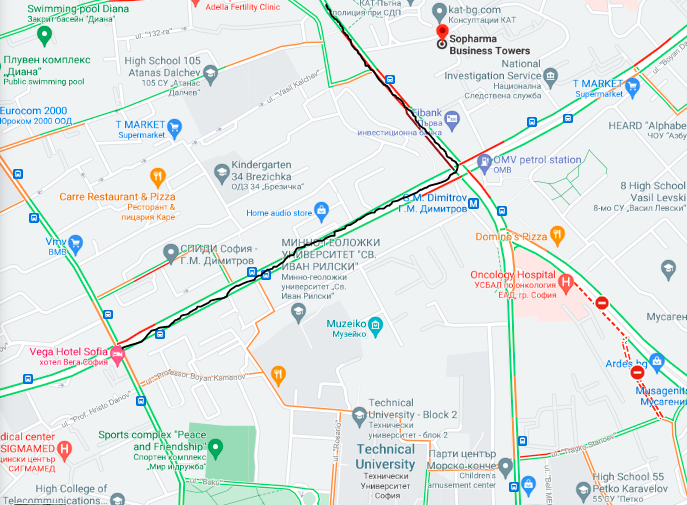 Swimming-pool Diana
Закрит басейн "Диана"
Adella Fertility Clinic
Пътна
полиция при СДП
kat-bg.com
Консултации КАТ
Sopharma
Business Towers
ul. "132-ra"
Плувен комплекс
"Диана"
Public swimming pool
High School 105
Atanas Dalchev
105 СУ „Атанас
Далчев"
National
Investigation Service
Национална
следствена служба
ul. "Vasil Kalchev"
T MARKET
Supermarket
Eurocom 2000
Юроком 2000 ООД
T MARKET
Supermarket
Fibank
Първа
инвестиционна банка
HEARD "Alphabe
ЧОУ "Азбу
OMV petrol station
OMB
Kindergarten
34 Brezichka
ОДЗ 34 „Брезичка"
Carre Restaurant & Pizza
Ресторант &
пицария Каре
8 High School
Vasil Levski
8-мо СУ „Васил Левски"
Home audio store
G.M. Dimitrov
Г.М. Димитров
Vmv
ВМВ
СПИДИ София -
Г.М. Димитров
МИННО-ГЕОЛОЖКИ
УНИВЕРСИТЕТ "СВ.
ИВАН РИЛСКИ"
Минно-геоложки
университет „Св.
Иван Рилски"
Domino's Pizza
Oncology Hospital
УСБАЛ по онкология
ЕАД, гр. София
Мусаген
Muzeiko
Музейко
Vega Hotel Sofia
хотел Вега София
Ardes.bg
Musagenits
Мусагени
ul. "Professor Boyan Kamenov"
ul. "Prof. Hristo Danov"
Technical
University - Block 2
Технически
университет - блок 2
Technical
University
Технически
Университет
София
Sports complex "Peace
and Friendship"
Спортен комплекс
„Мир и дружба"
dical center
SIGMAMED
цински център
СИГМАМЕД
Парти център
Морско-конче
Children's
amusement center
ul. "Trapko Stanoev"
High School 55
Petko Karavelov
55 СУ "Петко
High College of
Telecommunications...